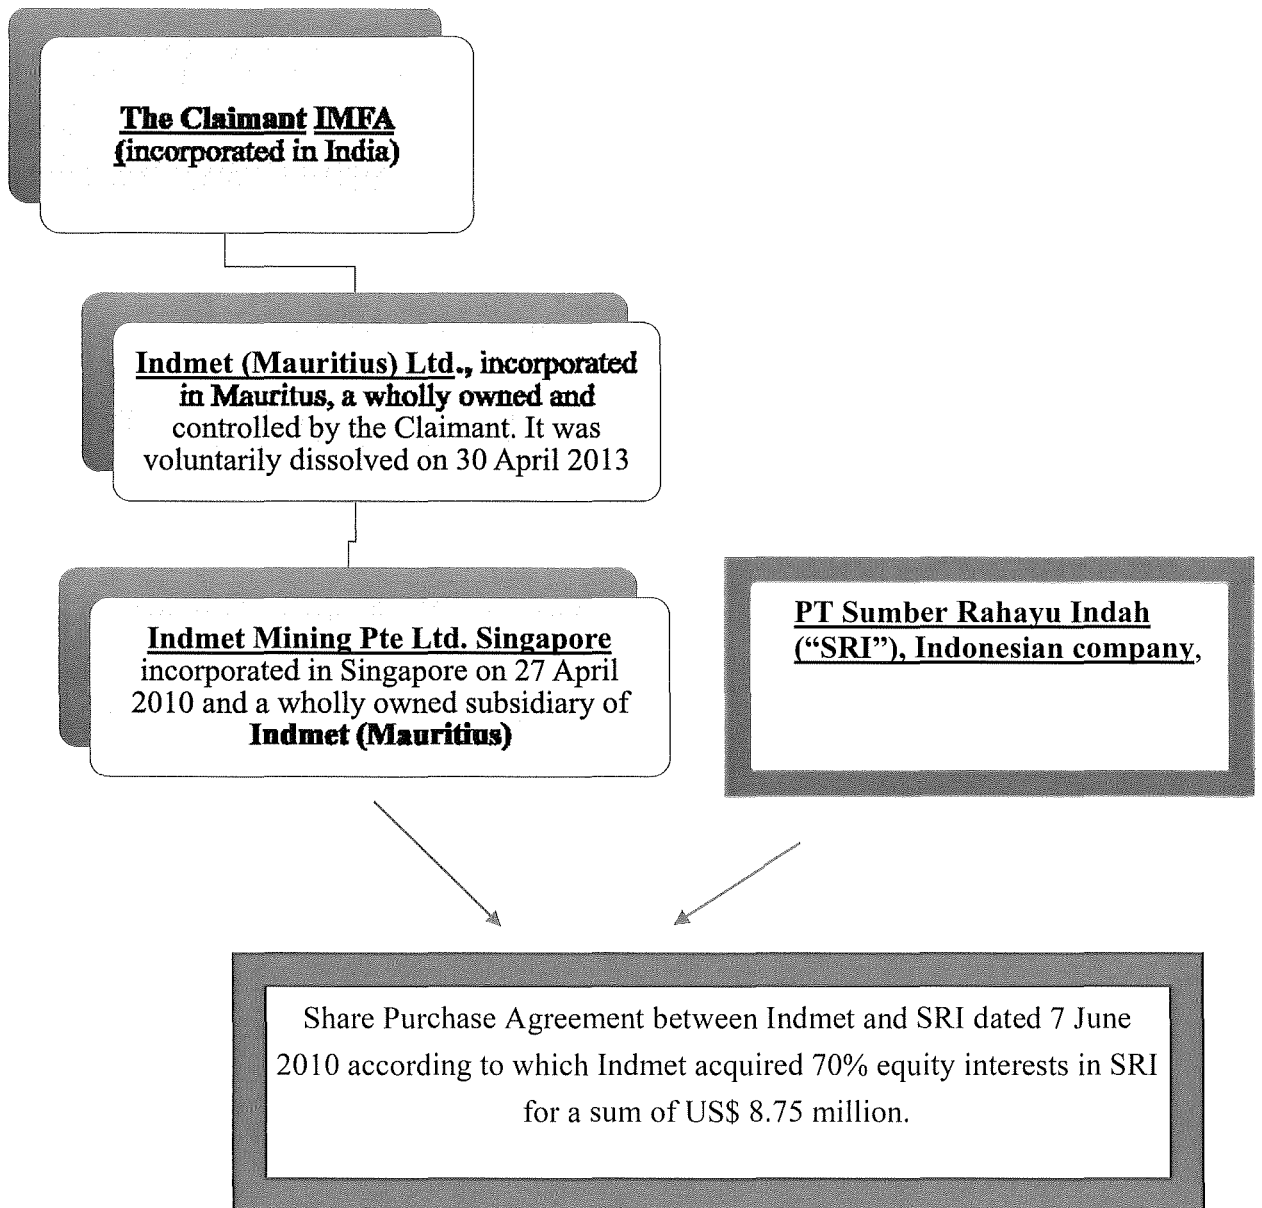 The Claimant IMFA
(incorporated in India)
Indmet (Mauritius) Ltd., incorporated
in Mauritus, a wholly owned and
controlled by the Claimant. It was
voluntarily dissolved on 30 April 2013
Indmet Mining Pte Ltd. Singapore
incorporated in Singapore on 27 April
2010 and a wholly owned subsidiary of
Indmet (Mauritius)
PT Sumber Rahayu Indah
(“SRI”), Indonesian company,
Share Purchase Agreement between Indmet and SRI dated 7 June
2010 according to which Indmet acquired 70% equity interests in SRI
for a sum of US$ 8.75 million.